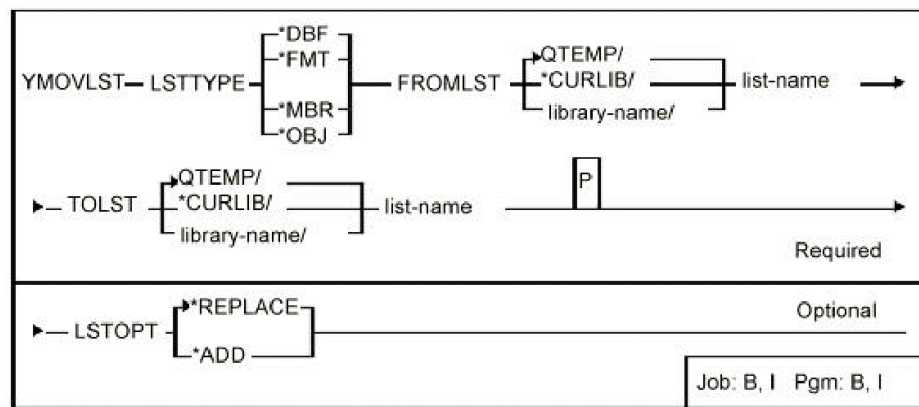 *DBF
*FMT
QTEMP/
YMOVLST LSTTYPE FROMLST *CURLIB/ list-name
*MBR
library-name/
*OBJ
QTEMP/
P
TOLST *CURLIB/ list-name
library-name/
Required
*REPLACE
Optional
LSTOPT
*ADD
Job: B, I Pgm: B, I